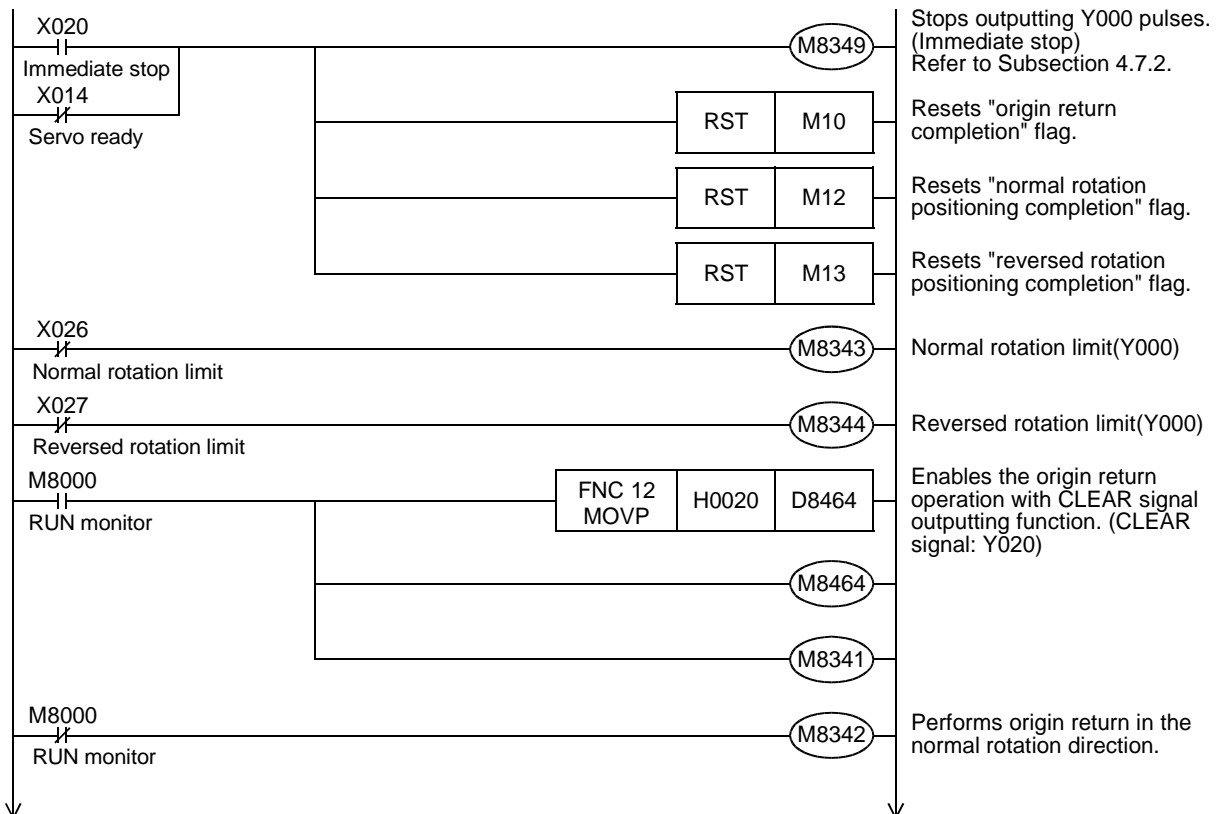 X020
Immediate stop
X014
Servo ready
M8349
Stops outputting Y000 pulses.
(Immediate stop)
Refer to Subsection 4.7.2.
RST M10
Resets "origin return
completion" flag.
RST M12
Resets "normal rotation
positioning completion" flag.
RST M13
Resets "reversed rotation
positioning completion" flag.
X026
Normal rotation limit
M8343
Normal rotation limit(Y000)
X027
Reversed rotation limit
M8344
Reversed rotation limit(Y000)
M8000
RUN monitor
FNC 12
MOVP
H0020 D8464
Enables the origin return
operation with CLEAR signal
outputting function. (CLEAR
signal: Y020)
M8464
M8341
M8000
RUN monitor
M8342
Performs origin return in the
normal rotation direction.